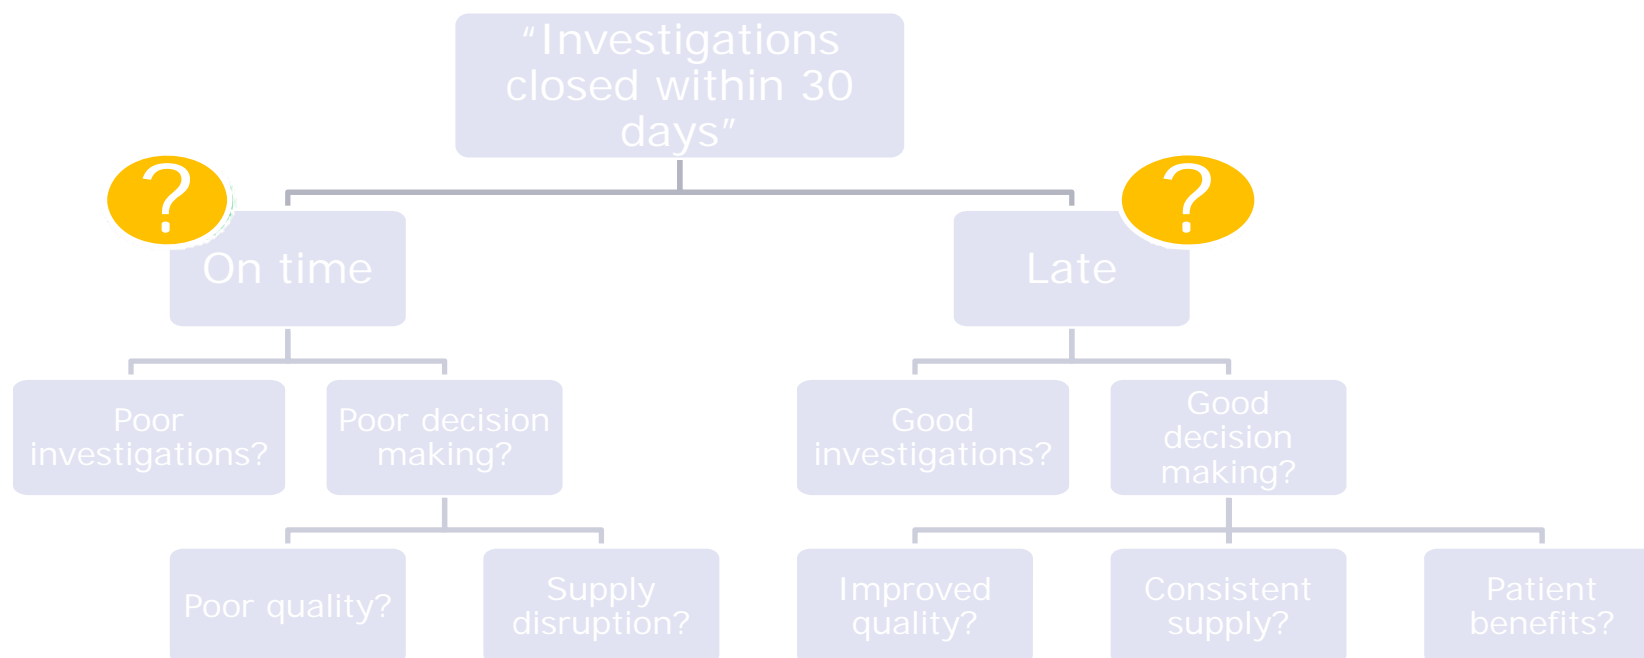 “Investigations
closed within 30
days”
?
?
On time
Late
Poor
investigations?
Poor decision
making?
Good
investigations?
Good
decision
making?
Poor quality?
Supply
disruption?
Improved
quality?
Consistent
supply?
Patient
benefits?